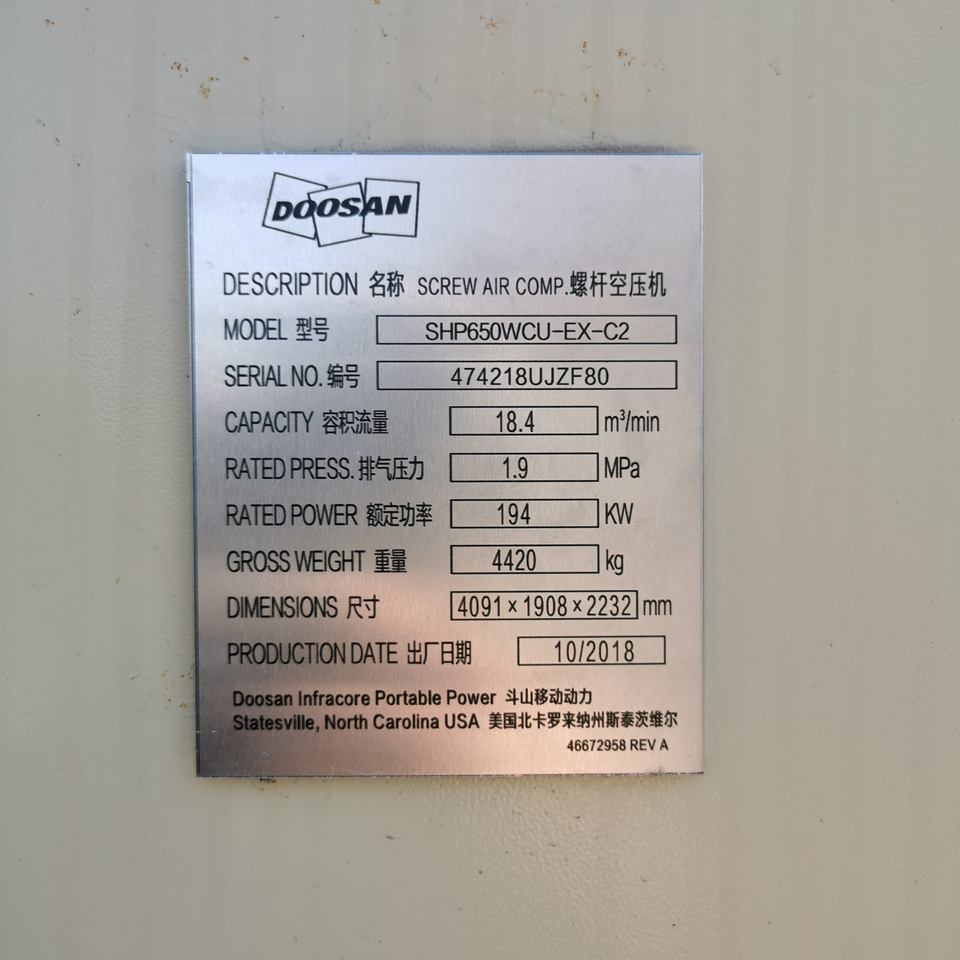 DOOSAN
DESCRIPTION 名称 SCREW AIR COMP.螺杆空压机
MODEL 型号 SHP650WCU-EX-C2
SERIAL NO. 编号 474218UJZF80
CAPACITY 容积流量 18.4 m³/min
RATED PRESS. 排气压力 1.9 MPa
RATED POWER 额定功率 194 KW
GROSS WEIGHT 重量 4420 kg
DIMENSIONS 尺寸 4091×1908×2232 mm
PRODUCTION DATE 出厂日期 10/2018
Doosan Infracore Portable Power 斗山移动动力
Statesville, North Carolina USA 美国北卡罗来纳州斯泰茨维尔
46672958 REV A